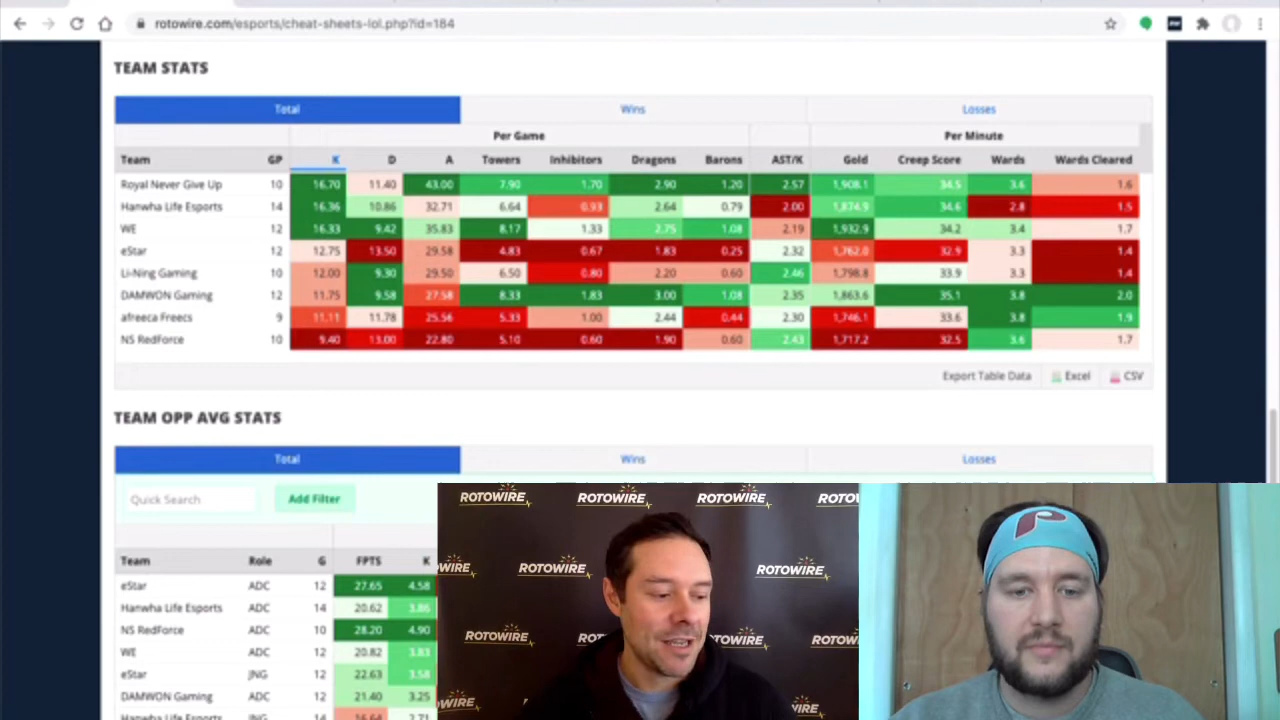 rotowire.com/esports/cheat-sheets-lol.php?id=184
TEAM STATS
Total Wins Losses
Per Game Per Minute
Team GP K D A Towers Inhibitors Dragons Barons AST/K Gold Creep Score Wards Wards Cleared
Royal Never Give Up 10 16.70 11.40 43.00 7.90 1.70 2.90 1.20 2.57 1,908.1 34.5 3.6 1.6
Hanwha Life Esports 14 16.36 10.86 32.71 6.64 0.93 2.64 0.79 2.00 1,874.9 34.6 2.8 1.5
WE 12 16.33 9.42 35.83 8.17 1.33 2.75 1.08 2.19 1,932.9 34.2 3.4 1.7
eStar 12 12.75 13.50 29.58 4.83 0.67 1.83 0.25 2.32 1,762.0 32.9 3.3 1.4
Li-Ning Gaming 10 12.00 9.30 29.50 6.50 0.80 2.20 0.60 2.46 1,798.8 33.9 3.3 1.4
DAMWON Gaming 12 11.75 9.58 27.58 8.33 1.83 3.00 1.08 2.35 1,863.6 35.1 3.8 2.0
afreeca Freecs 9 11.11 11.78 25.56 5.33 1.00 2.44 0.44 2.30 1,746.1 33.6 3.8 1.9
NS RedForce 10 9.40 13.00 22.80 5.10 0.60 1.90 0.60 2.43 1,717.2 32.5 3.6 1.7
Export Table Data Excel CSV
TEAM OPP AVG STATS
Total Wins Losses
Quick Search Add Filter
Team Role G FPTS K
eStar ADC 12 27.65 4.58
Hanwha Life Esports ADC 14 20.62 3.86
NS RedForce ADC 10 28.20 4.90
WE ADC 12 20.82 3.83
eStar JNG 12 22.63 3.58
DAMWON Gaming ADC 12 21.40 3.25
Hanwha Life Esports JNG 14 16.64 2.71
ROTOWIRE ROTOWIRE ROTOWIRE
ROTOWIRE ROTOWIRE
ROTOWIRE
P